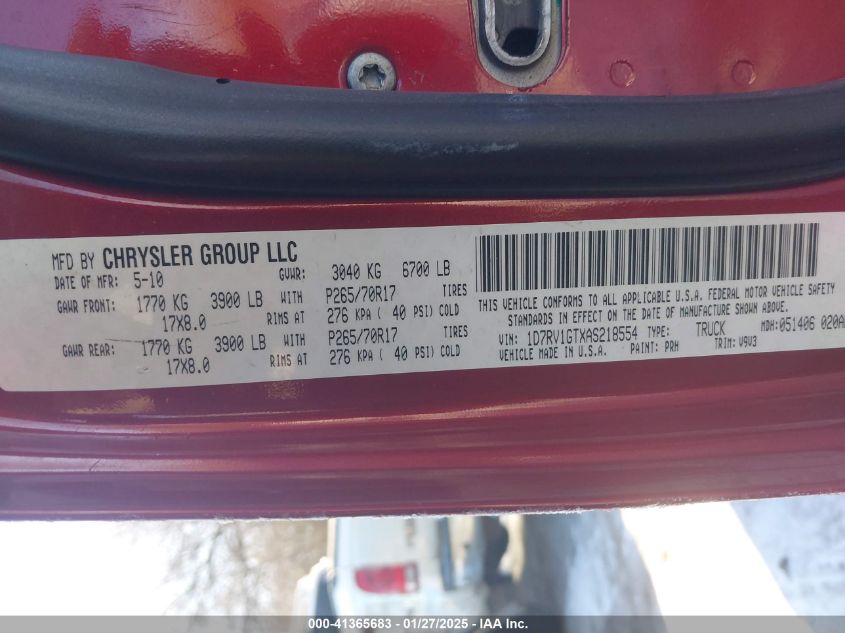 MFD BY CHRYSLER GROUP LLC
DATE OF MFR: 5-10 GVWR: 3040 KG 6700 LB
GAWR FRONT: 1770 KG 3900 LB WITH P265/70R17 TIRES
17X8.0 RIMS AT 276 KPA ( 40 PSI) COLD
GAWR REAR: 1770 KG 3900 LB WITH P265/70R17 TIRES
17X8.0 RIMS AT 276 KPA ( 40 PSI) COLD
THIS VEHICLE CONFORMS TO ALL APPLICABLE U.S.A. FEDERAL MOTOR VEHICLE SAFETY
STANDARDS IN EFFECT ON THE DATE OF MANUFACTURE SHOWN ABOVE.
VIN: 1D7RV1GTXAS218554 TYPE: TRUCK MDH: 051406 020A
VEHICLE MADE IN U.S.A. PAINT: PRH TRIM: V9V3
000-41365683 - 01/27/2025 - IAA Inc.